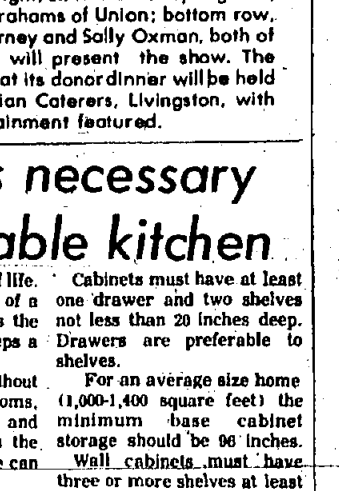 rahams of Union; bottom row,
rney and Sally Oxman, both of
will present the show. The
at its donor dinner will be held
ian Caterers, Livingston, with
ainment featured.
s necessary
able kitchen
life.
of a
s the
ps a
hout
oms,
and
s the
e can
Cabinets must have at least
one drawer and two shelves
not less than 20 inches deep.
Drawers are preferable to
shelves.
For an average size home
(1,000-1,400 square feet) the
minimum base cabinet
storage should be 96 inches.
Wall cabinets must have
three or more shelves at least